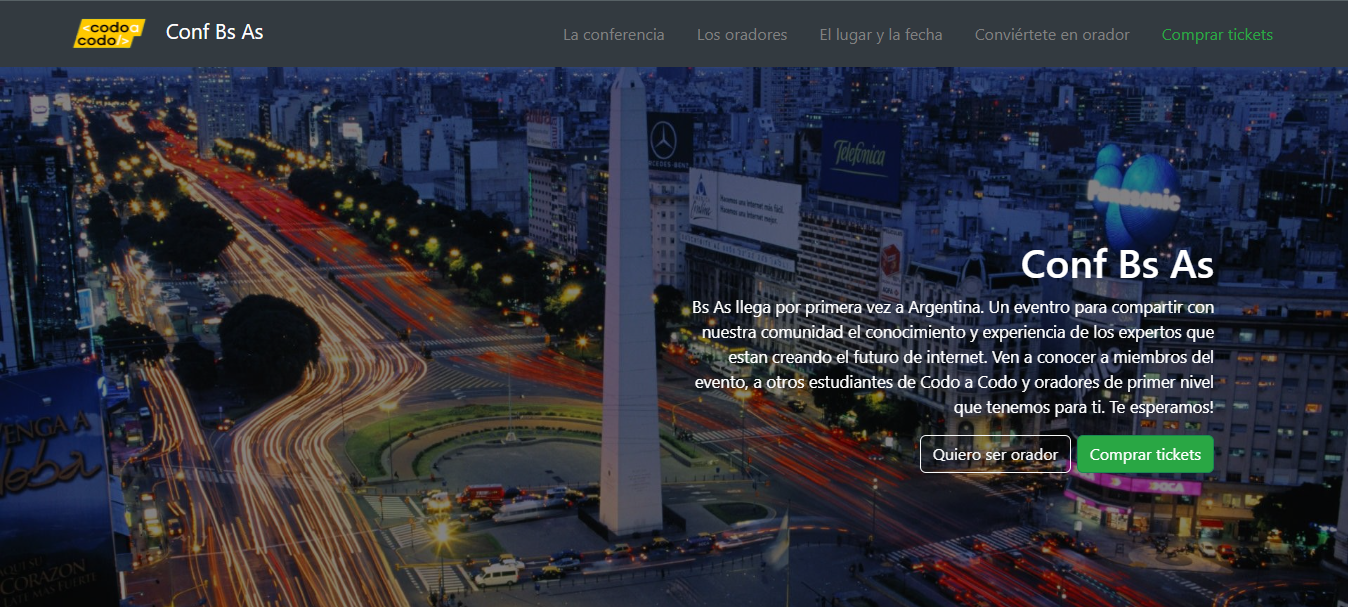 <codo a
codo/>
Conf Bs As
La conferencia
Los oradores
El lugar y la fecha
Conviértete en orador
Comprar tickets
MERCEDES-BENZ
Telefonica
Panasonic
Conf Bs As
Bs As llega por primera vez a Argentina. Un eventro para compartir con
nuestra comunidad el conocimiento y experiencia de los expertos que
estan creando el futuro de internet. Ven a conocer a miembros del
evento, a otros estudiantes de Codo a Codo y oradores de primer nivel
que tenemos para ti. Te esperamos!
Quiero ser orador
Comprar tickets
VENGA A
OCA
CORAZON